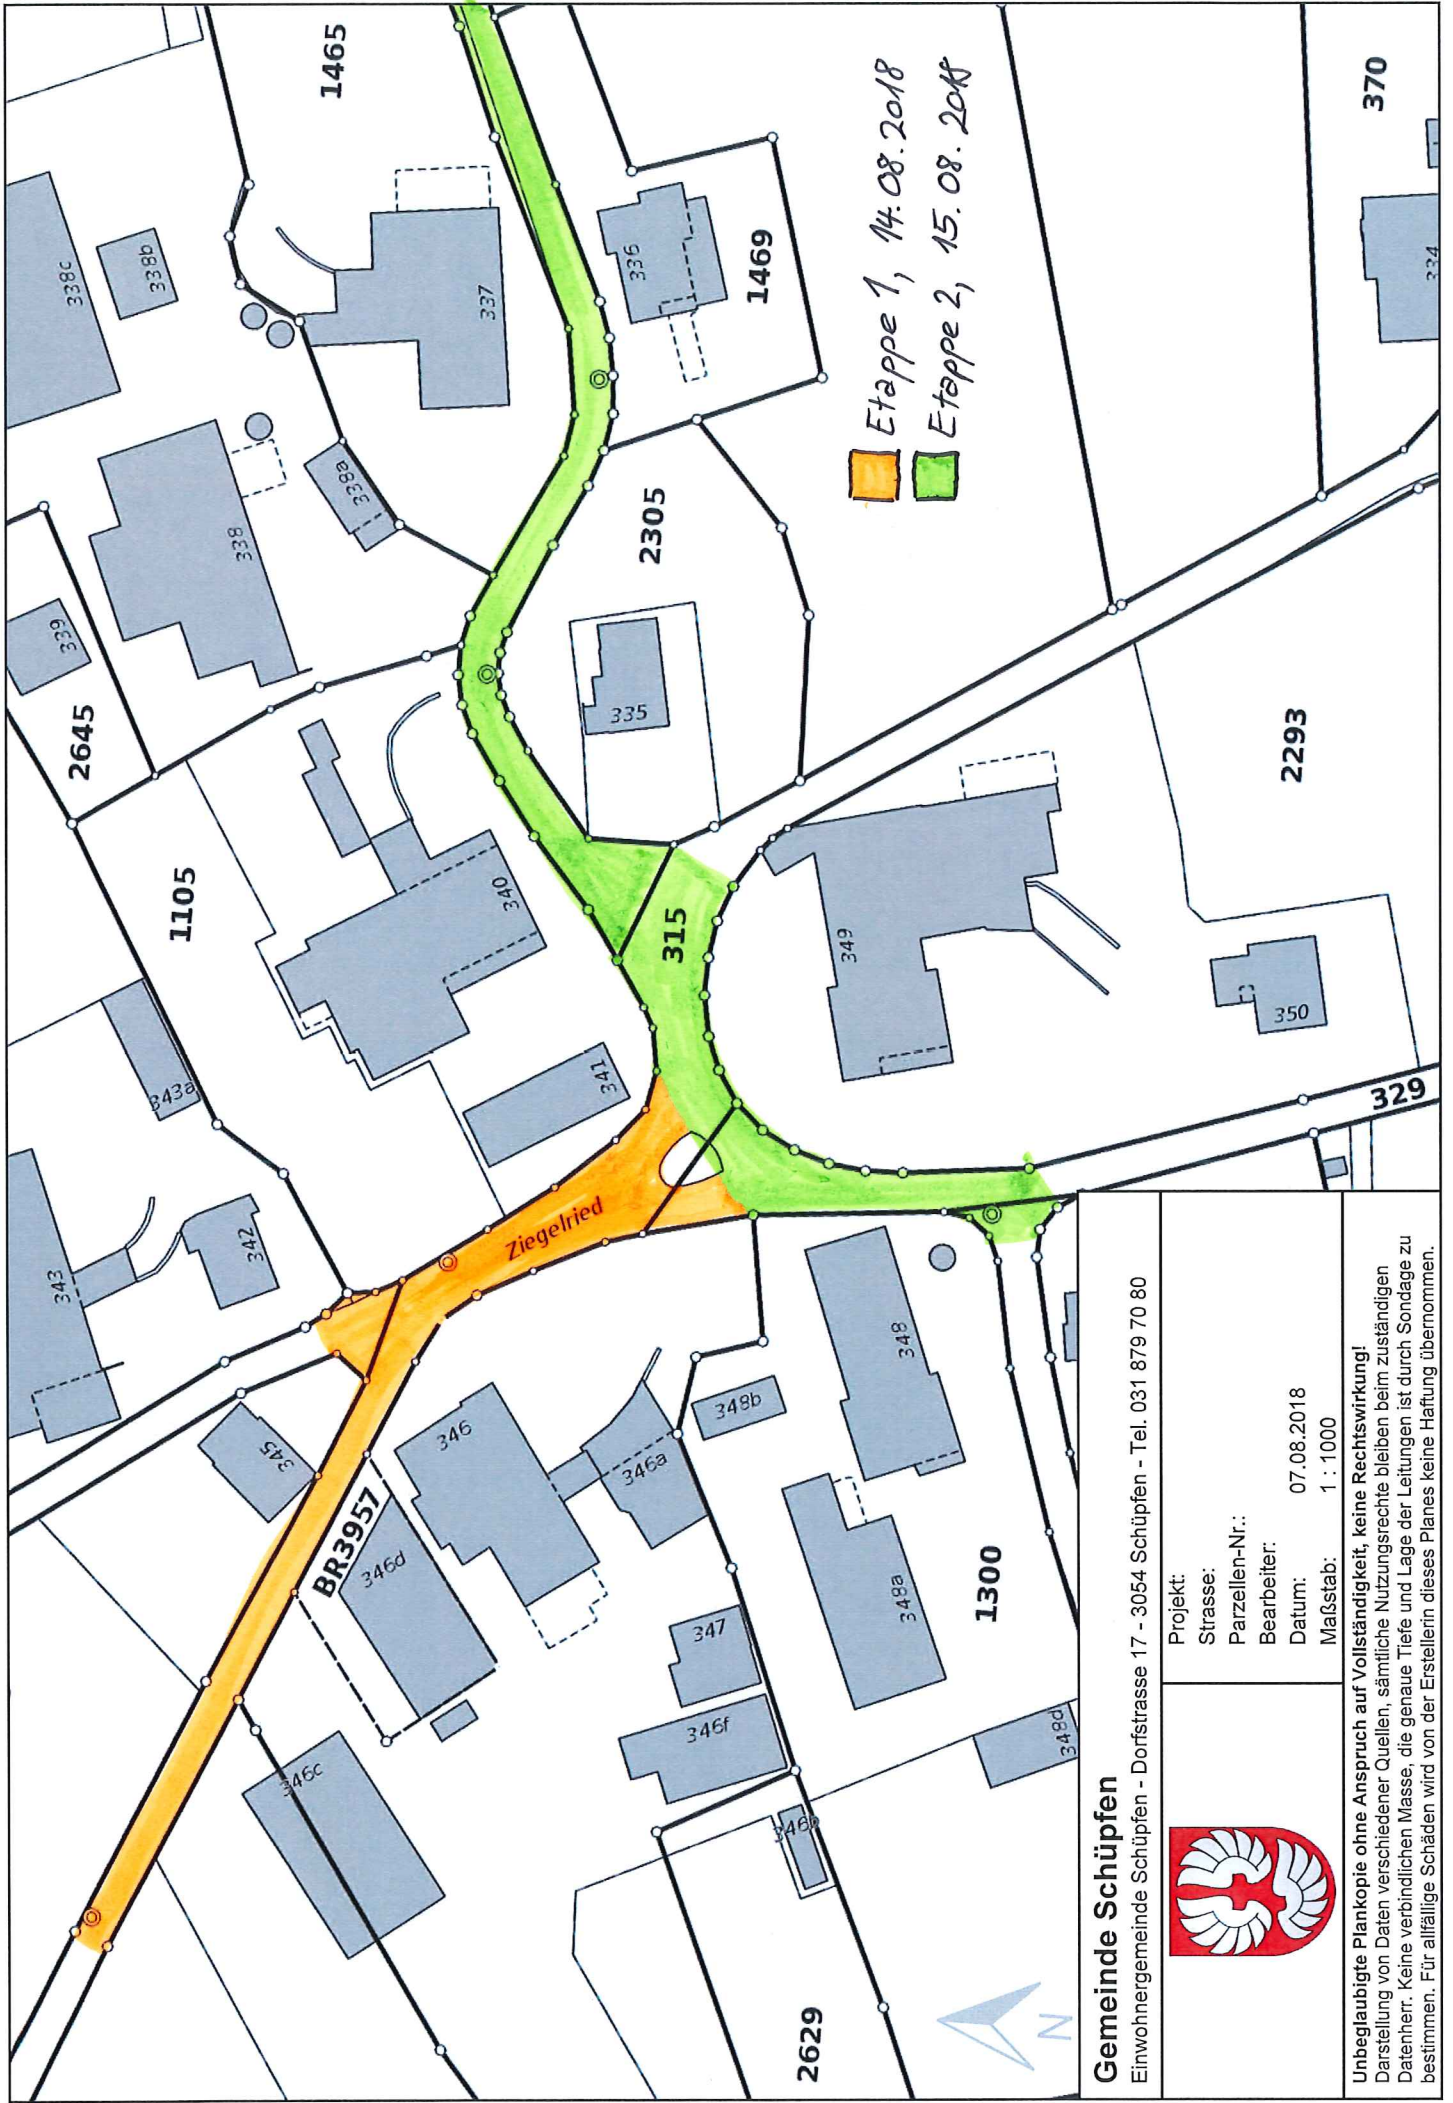 1465
370
338c
338b
337
336
1469
Etappe 1, 14.08.2018
Etappe 2, 15.08.2018
334
338
338a
339
2645
2305
335
2293
1105
340
315
349
350
343a
341
329
343
342
Ziegelried
345
346
BR3957
346d
346a
348b
348
348a
1300
347
346f
346c
348d
2629
N
Gemeinde Schüpfen
Einwohnergemeinde Schüpfen - Dorfstrasse 17 - 3054 Schüpfen - Tel. 031 879 70 80
Projekt:
Strasse:
Parzellen-Nr.:
Bearbeiter:
Datum: 07.08.2018
Maßstab: 1 : 1000
Unbeglaubigte Plankopie ohne Anspruch auf Vollständigkeit, keine Rechtswirkung!
Darstellung von Daten verschiedener Quellen, sämtliche Nutzungsrechte bleiben beim zuständigen
Datenherr. Keine verbindlichen Masse, die genaue Tiefe und Lage der Leitungen ist durch Sondage zu
bestimmen. Für allfällige Schäden wird von der Erstellerin dieses Planes keine Haftung übernommen.